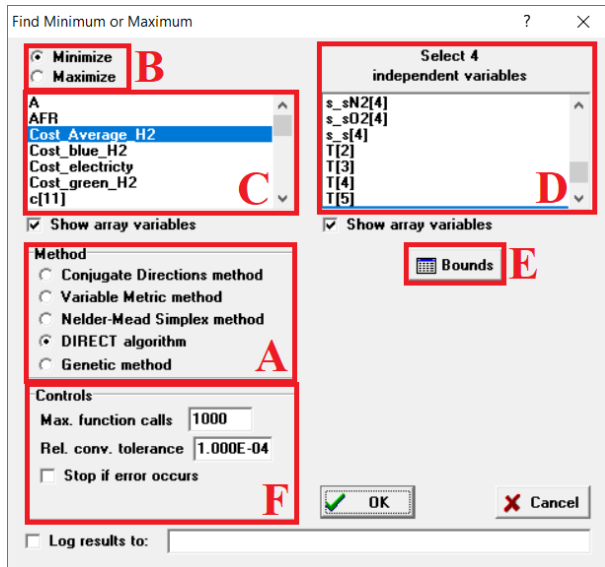 Find Minimum or Maximum
?
Minimize
Maximize
B
A
AFR
Cost_Average_H2
Cost_blue_H2
Cost_electricty
Cost_green_H2
c[11]
C
Show array variables
Select 4
independent variables
s_sN2[4]
s_sO2[4]
s_s[4]
T[2]
T[3]
T[4]
T[5]
D
Show array variables
Method
Conjugate Directions method
Variable Metric method
Nelder-Mead Simplex method
DIRECT algorithm
Genetic method
A
Bounds
E
Controls
Max. function calls 1000
Rel. conv. tolerance 1.000E-04
Stop if error occurs
F
OK
Cancel
Log results to: